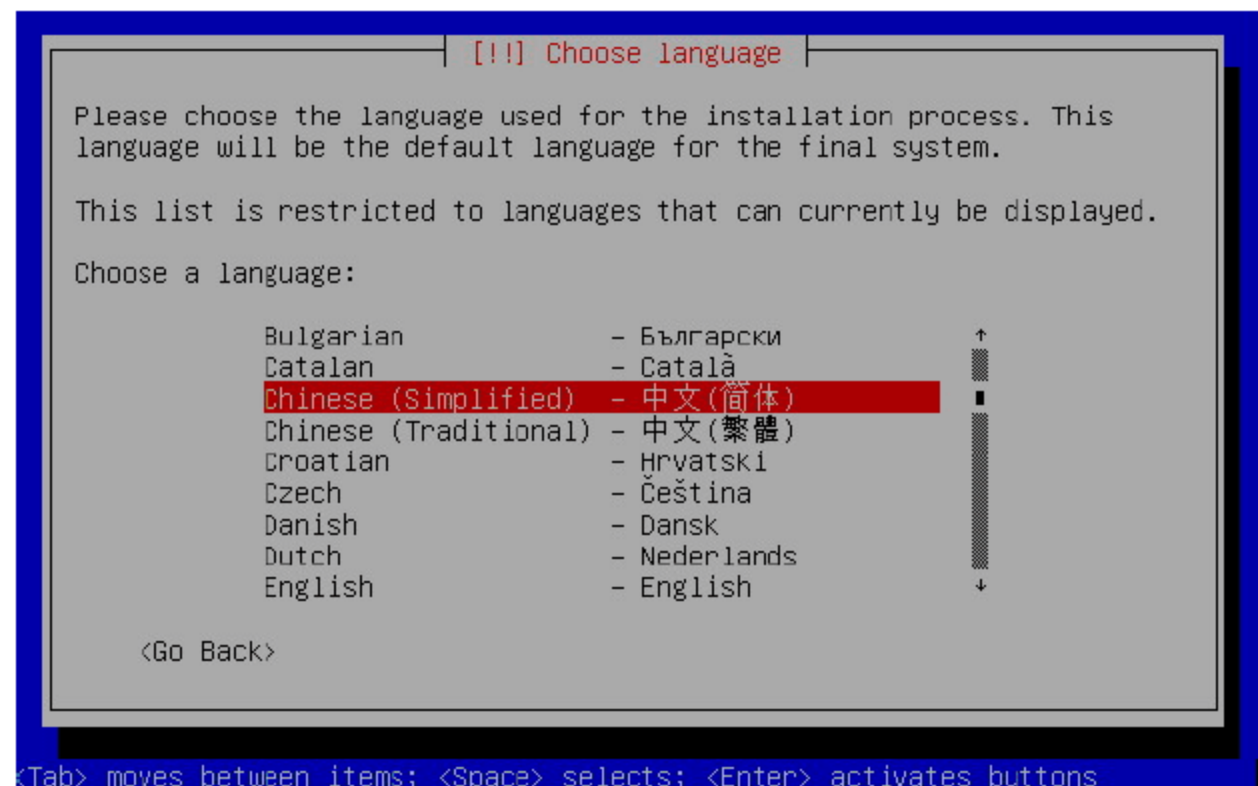 [!!] Choose language
Please choose the language used for the installation process. This
language will be the default language for the final system.
This list is restricted to languages that can currently be displayed.
Choose a language:
Bulgarian - Български
Catalan - Català
Chinese (Simplified) - 中文(简体)
Chinese (Traditional) - 中文(繁體)
Croatian - Hrvatski
Czech - Čeština
Danish - Dansk
Dutch - Nederlands
English - English
<Go Back>
<Tab> moves between items; <Space> selects; <Enter> activates buttons